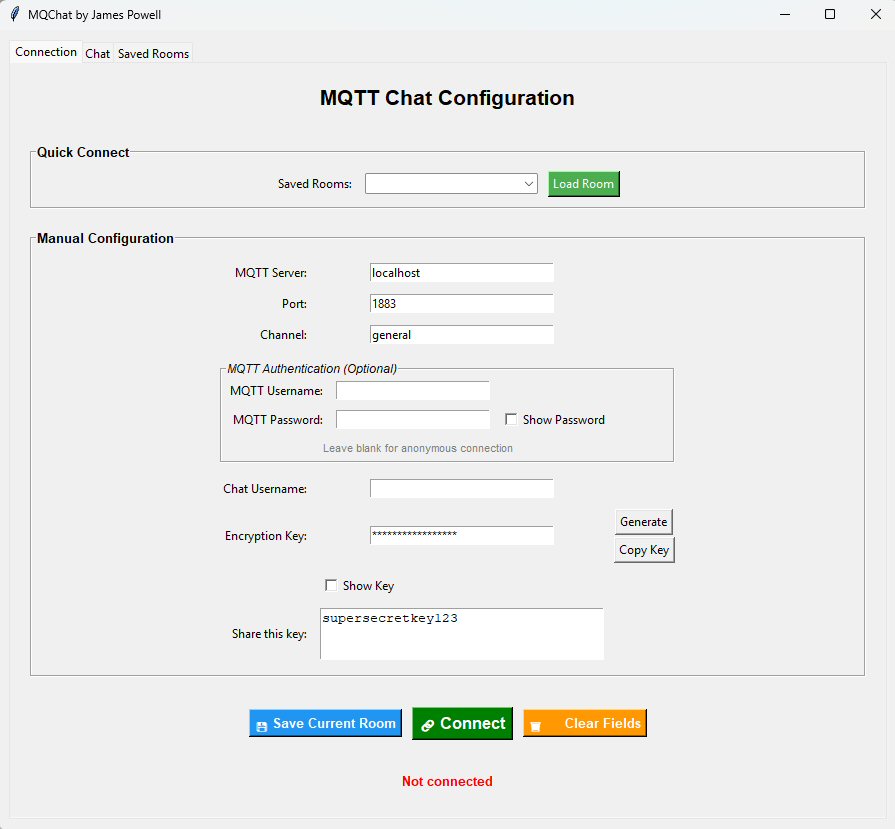 MQChat by James Powell
Connection Chat Saved Rooms
MQTT Chat Configuration
Quick Connect
Saved Rooms: Load Room
Manual Configuration
MQTT Server: localhost
Port: 1883
Channel: general
MQTT Authentication (Optional)
MQTT Username:
MQTT Password: Show Password
Leave blank for anonymous connection
Chat Username:
Generate
Encryption Key: *****************
Copy Key
Show Key
supersecretkey123
Share this key:
Save Current Room Connect Clear Fields
Not connected